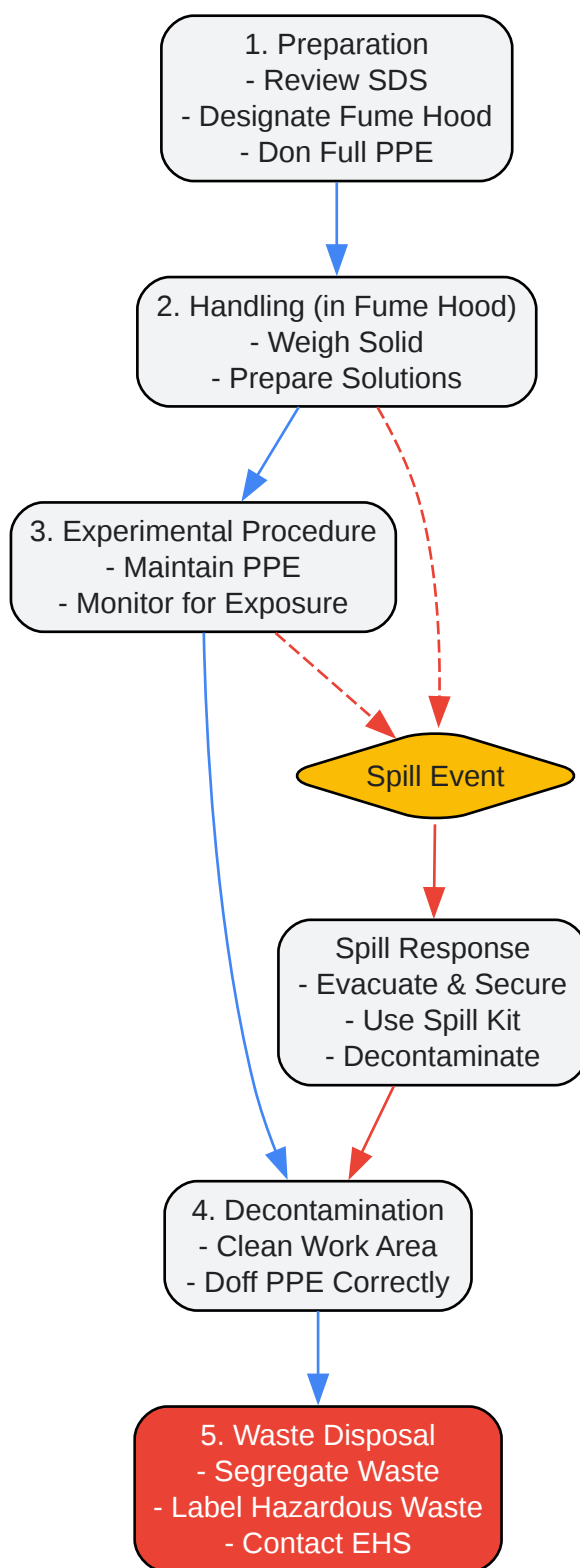 1. Preparation
- Review SDS
- Designate Fume Hood
- Don Full PPE
2. Handling (in Fume Hood)
- Weigh Solid
- Prepare Solutions
3. Experimental Procedure
- Maintain PPE
- Monitor for Exposure
Spill Event
Spill Response
- Evacuate & Secure
- Use Spill Kit
- Decontaminate
4. Decontamination
- Clean Work Area
- Doff PPE Correctly
5. Waste Disposal
- Segregate Waste
- Label Hazardous Waste
- Contact EHS